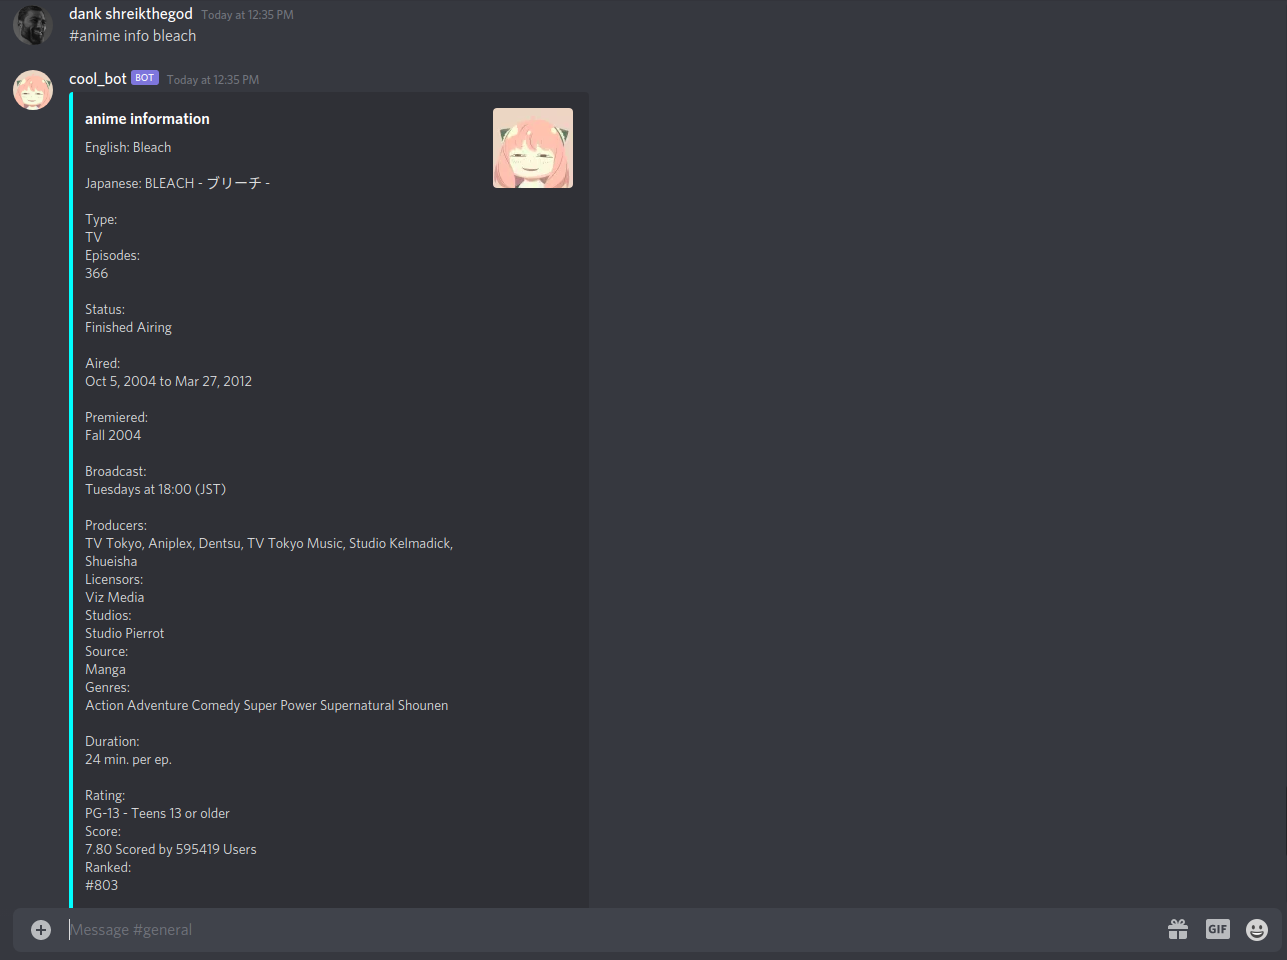 dank shreikthegod Today at 12:35 PM
#anime info bleach
cool_bot BOT Today at 12:35 PM
anime information
English: Bleach
Japanese: BLEACH - ブリーチ -
Type:
TV
Episodes:
366
Status:
Finished Airing
Aired:
Oct 5, 2004 to Mar 27, 2012
Premiered:
Fall 2004
Broadcast:
Tuesdays at 18:00 (JST)
Producers:
TV Tokyo, Aniplex, Dentsu, TV Tokyo Music, Studio Kelmadick,
Shueisha
Licensors:
Viz Media
Studios:
Studio Pierrot
Source:
Manga
Genres:
Action Adventure Comedy Super Power Supernatural Shounen
Duration:
24 min. per ep.
Rating:
PG-13 - Teens 13 or older
Score:
7.80 Scored by 595419 Users
Ranked:
#803
Message #general
GIF